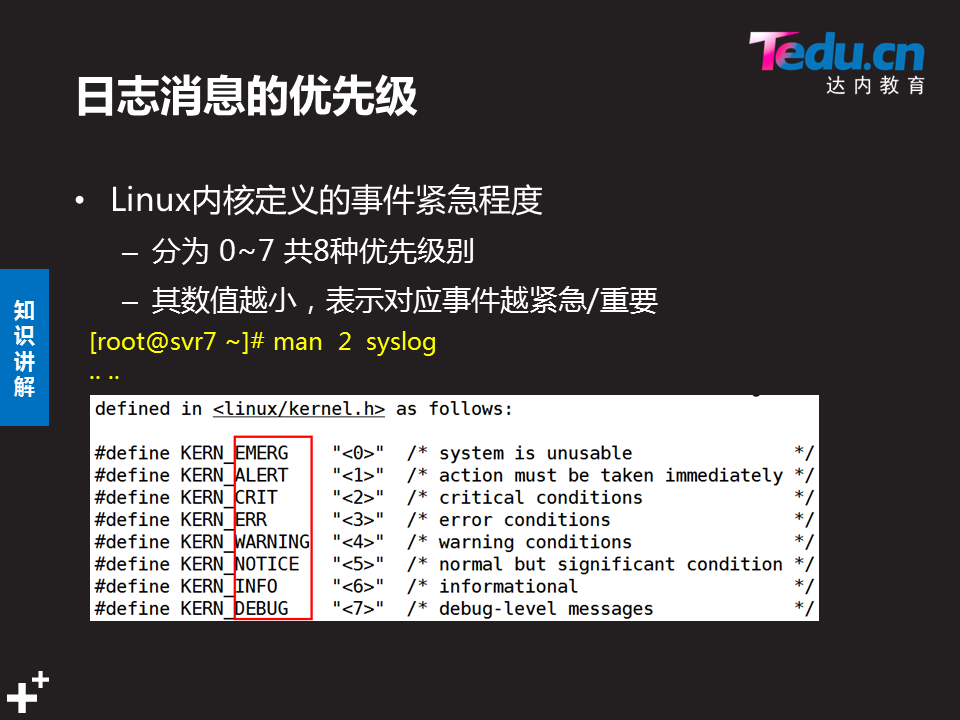 Tedu.cn
达内教育
日志消息的优先级
• Linux内核定义的事件紧急程度
– 分为 0~7 共8种优先级别
– 其数值越小，表示对应事件越紧急/重要
知识讲解
[root@svr7 ~]# man  2  syslog
.. ..
defined in <linux/kernel.h> as follows:
#define KERN_EMERG    "<0>"  /* system is unusable               */
#define KERN_ALERT    "<1>"  /* action must be taken immediately */
#define KERN_CRIT     "<2>"  /* critical conditions              */
#define KERN_ERR      "<3>"  /* error conditions                 */
#define KERN_WARNING  "<4>"  /* warning conditions               */
#define KERN_NOTICE   "<5>"  /* normal but significant condition */
#define KERN_INFO     "<6>"  /* informational                    */
#define KERN_DEBUG    "<7>"  /* debug-level messages             */